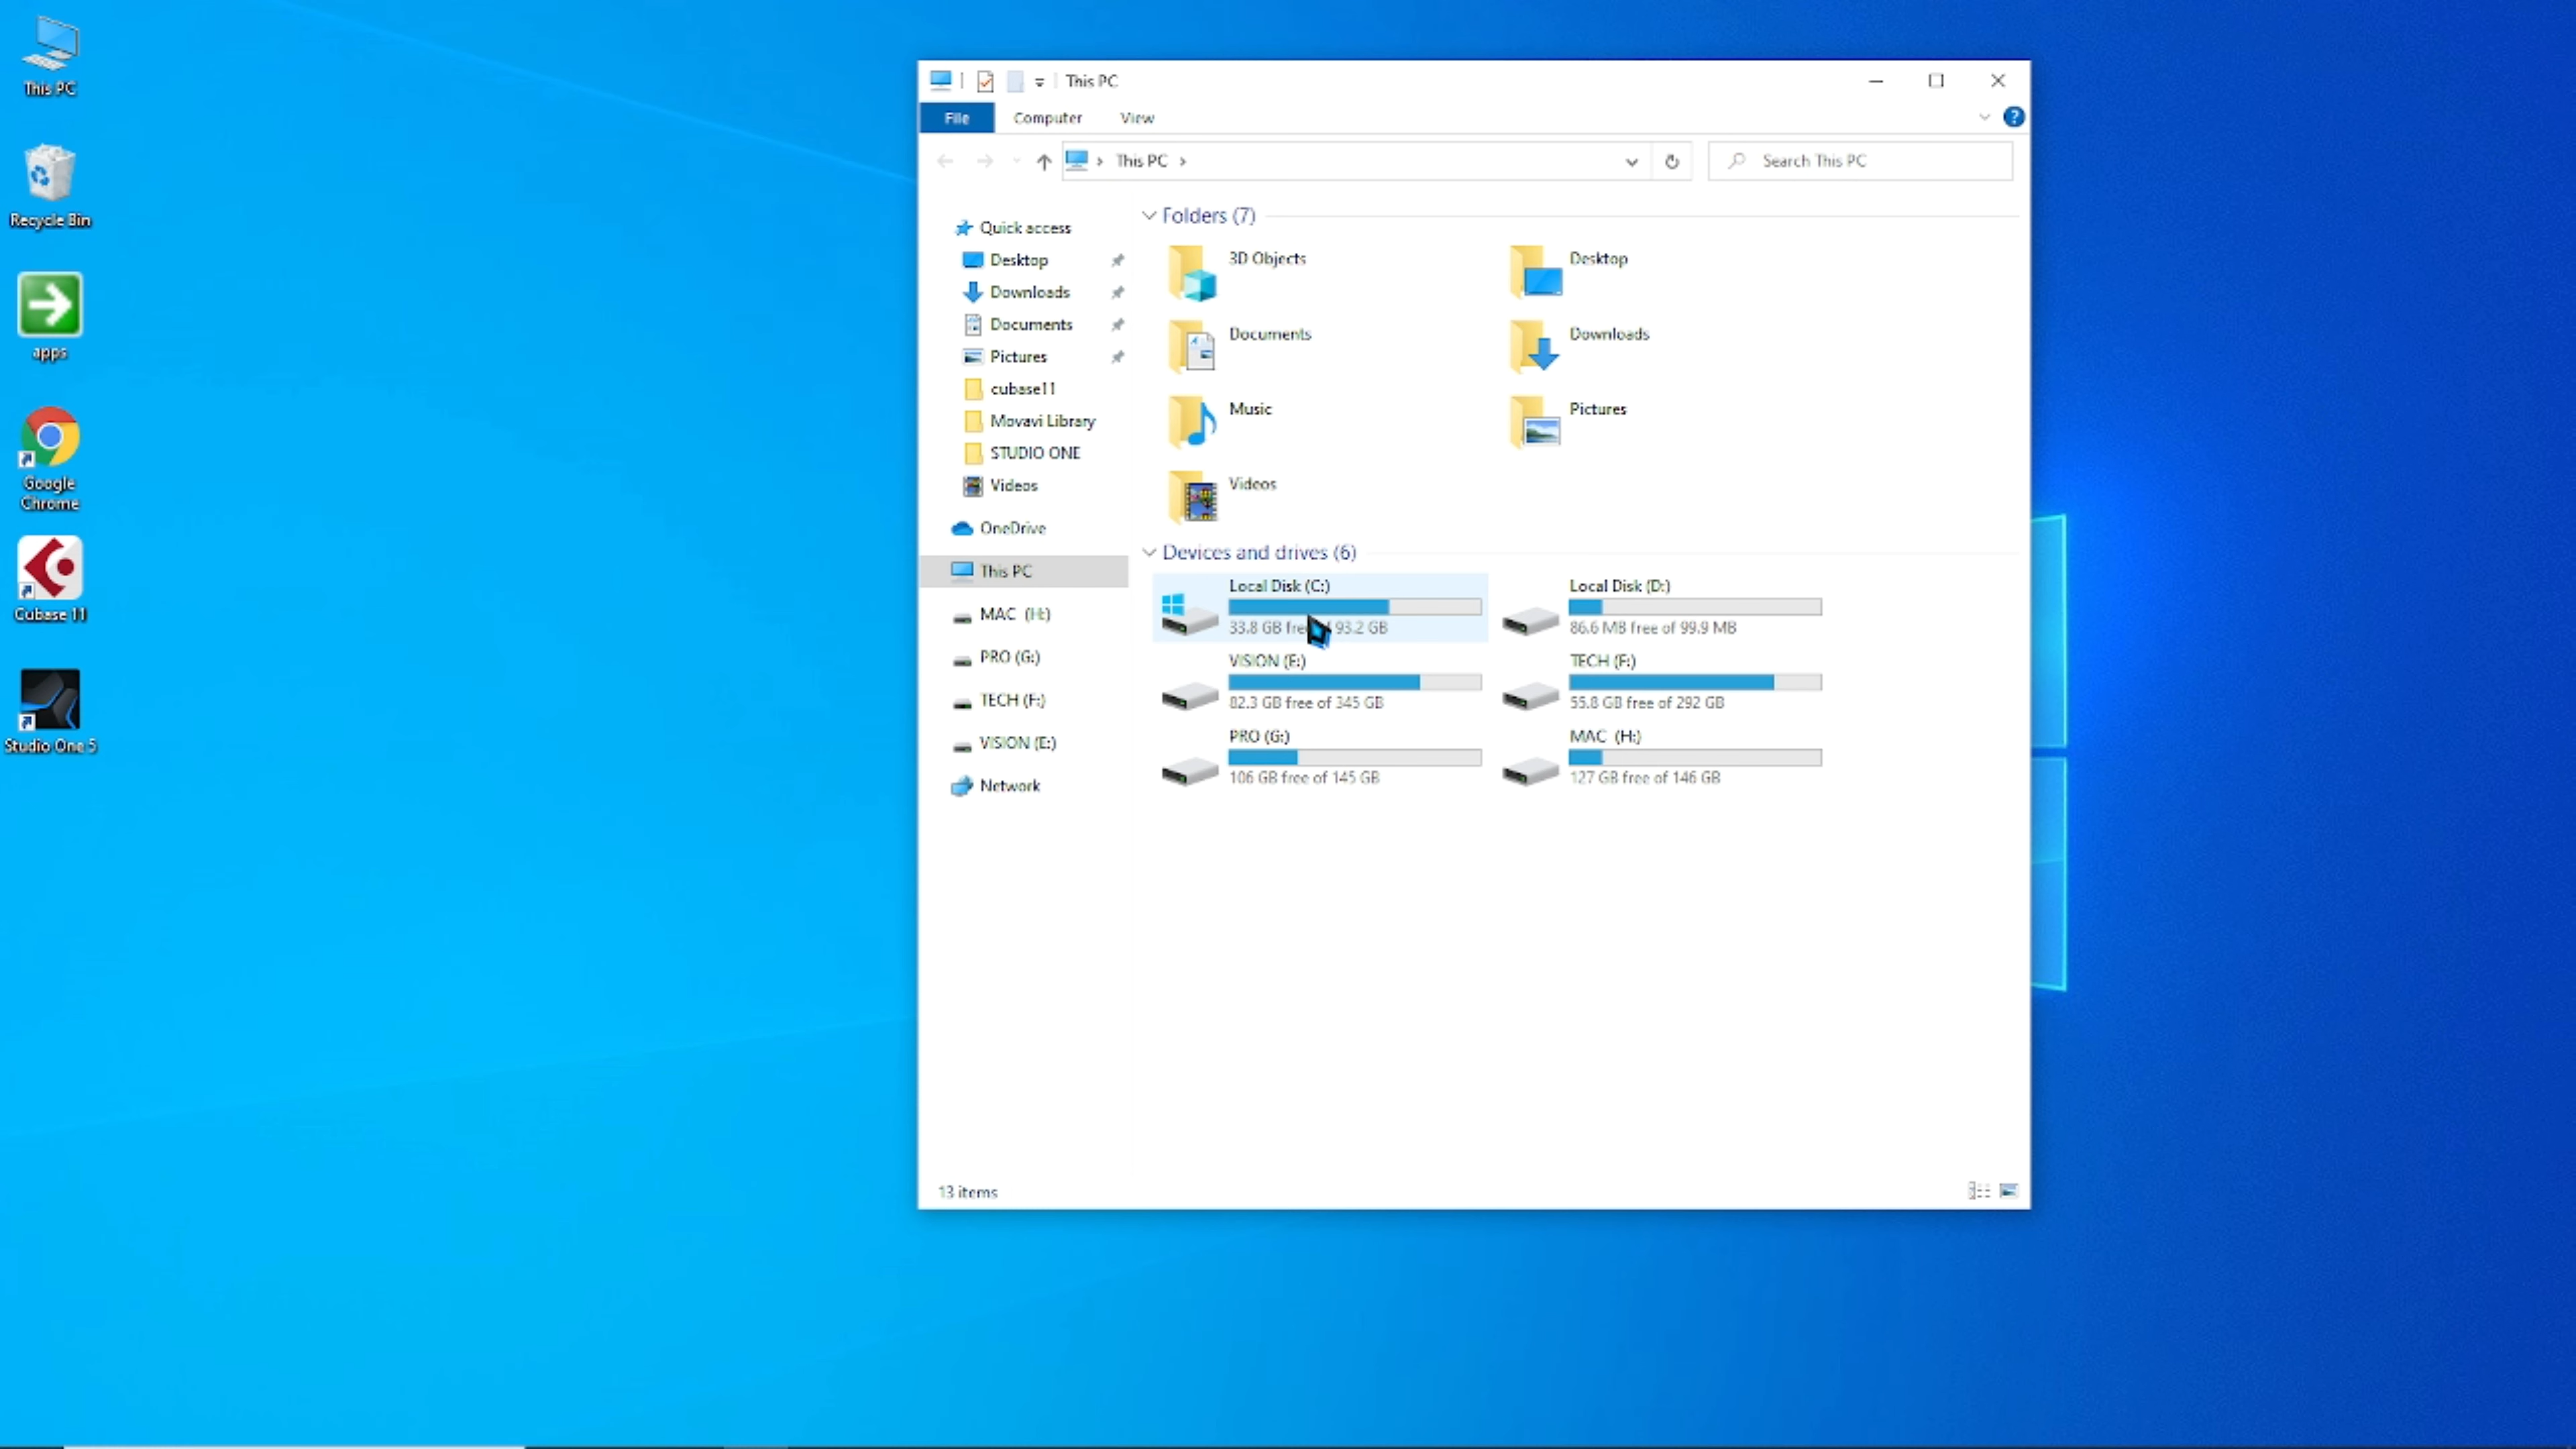 This PC
Recycle Bin
apps
Google
Chrome
Cubase 11
Studio One 5
This PC
File Computer View
This PC
Search This PC
Quick access
Desktop
Downloads
Documents
Pictures
cubase11
Movavi Library
STUDIO ONE
Videos
OneDrive
This PC
MAC (H:)
PRO (G:)
TECH (F:)
VISION (E:)
Network
Folders (7)
3D Objects
Desktop
Documents
Downloads
Music
Pictures
Videos
Devices and drives (6)
Local Disk (C:)
33.8 GB free 93.2 GB
Local Disk (D:)
86.6 MB free of 99.9 MB
VISION (E:)
82.3 GB free of 345 GB
TECH (F:)
55.8 GB free of 292 GB
PRO (G:)
106 GB free of 145 GB
MAC (H:)
127 GB free of 146 GB
13 items